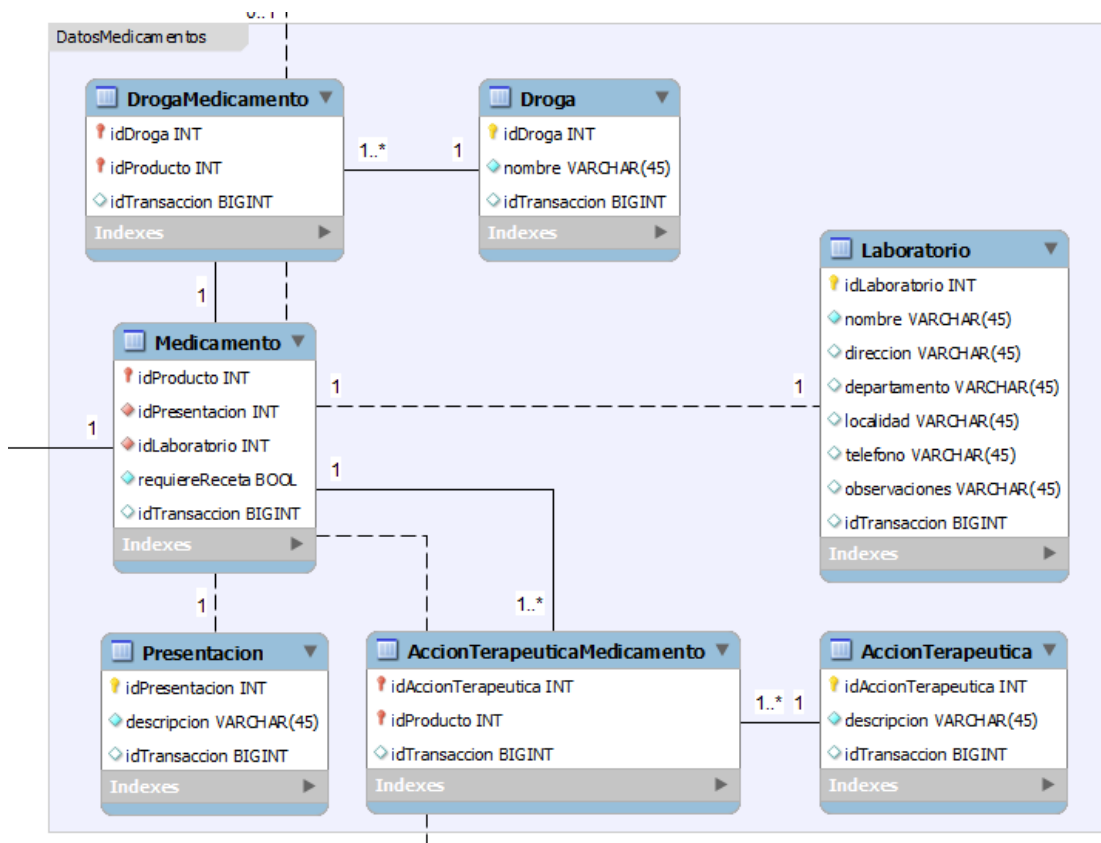 0..1
DatosMedicamentos
DrogaMedicamento
idDroga INT
idProducto INT
idTransaccion BIGINT
Indexes
1..*
1
Droga
idDroga INT
nombre VARCHAR(45)
idTransaccion BIGINT
Indexes
1
Medicamento
idProducto INT
idPresentacion INT
idLaboratorio INT
requiereReceta BOOL
idTransaccion BIGINT
Indexes
1
1
1
1
1..*
1
Laboratorio
idLaboratorio INT
nombre VARCHAR(45)
direccion VARCHAR(45)
departamento VARCHAR(45)
localidad VARCHAR(45)
telefono VARCHAR(45)
observaciones VARCHAR(45)
idTransaccion BIGINT
Indexes
Presentacion
idPresentacion INT
descripcion VARCHAR(45)
idTransaccion BIGINT
Indexes
AccionTerapeuticaMedicamento
idAccionTerapeutica INT
idProducto INT
idTransaccion BIGINT
Indexes
1..* 1
AccionTerapeutica
idAccionTerapeutica INT
descripcion VARCHAR(45)
idTransaccion BIGINT
Indexes